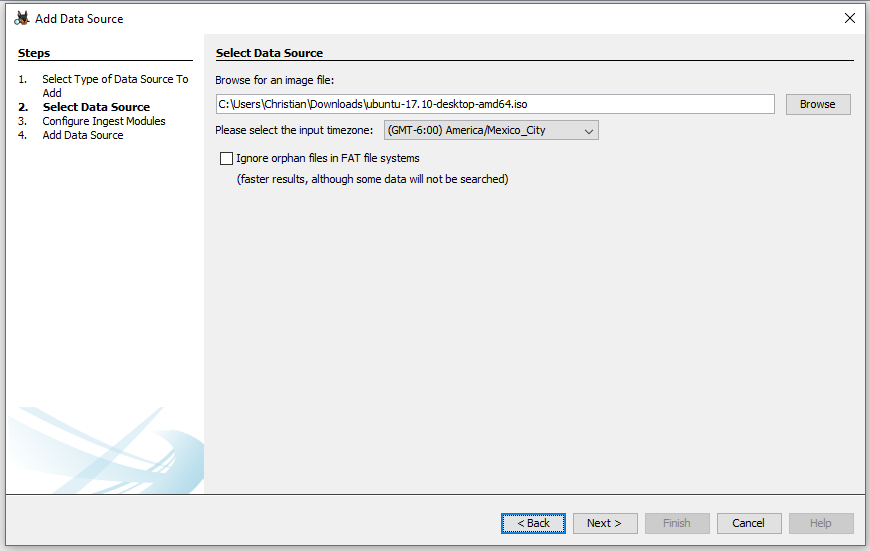 Add Data Source
Steps
1. Select Type of Data Source To
Add
2. Select Data Source
3. Configure Ingest Modules
4. Add Data Source
Select Data Source
Browse for an image file:
C:\Users\Christian\Downloads\ubuntu-17.10-desktop-amd64.iso
Browse
Please select the input timezone: (GMT-6:00) America/Mexico_City
Ignore orphan files in FAT file systems
(faster results, although some data will not be searched)
< Back Next > Finish Cancel Help